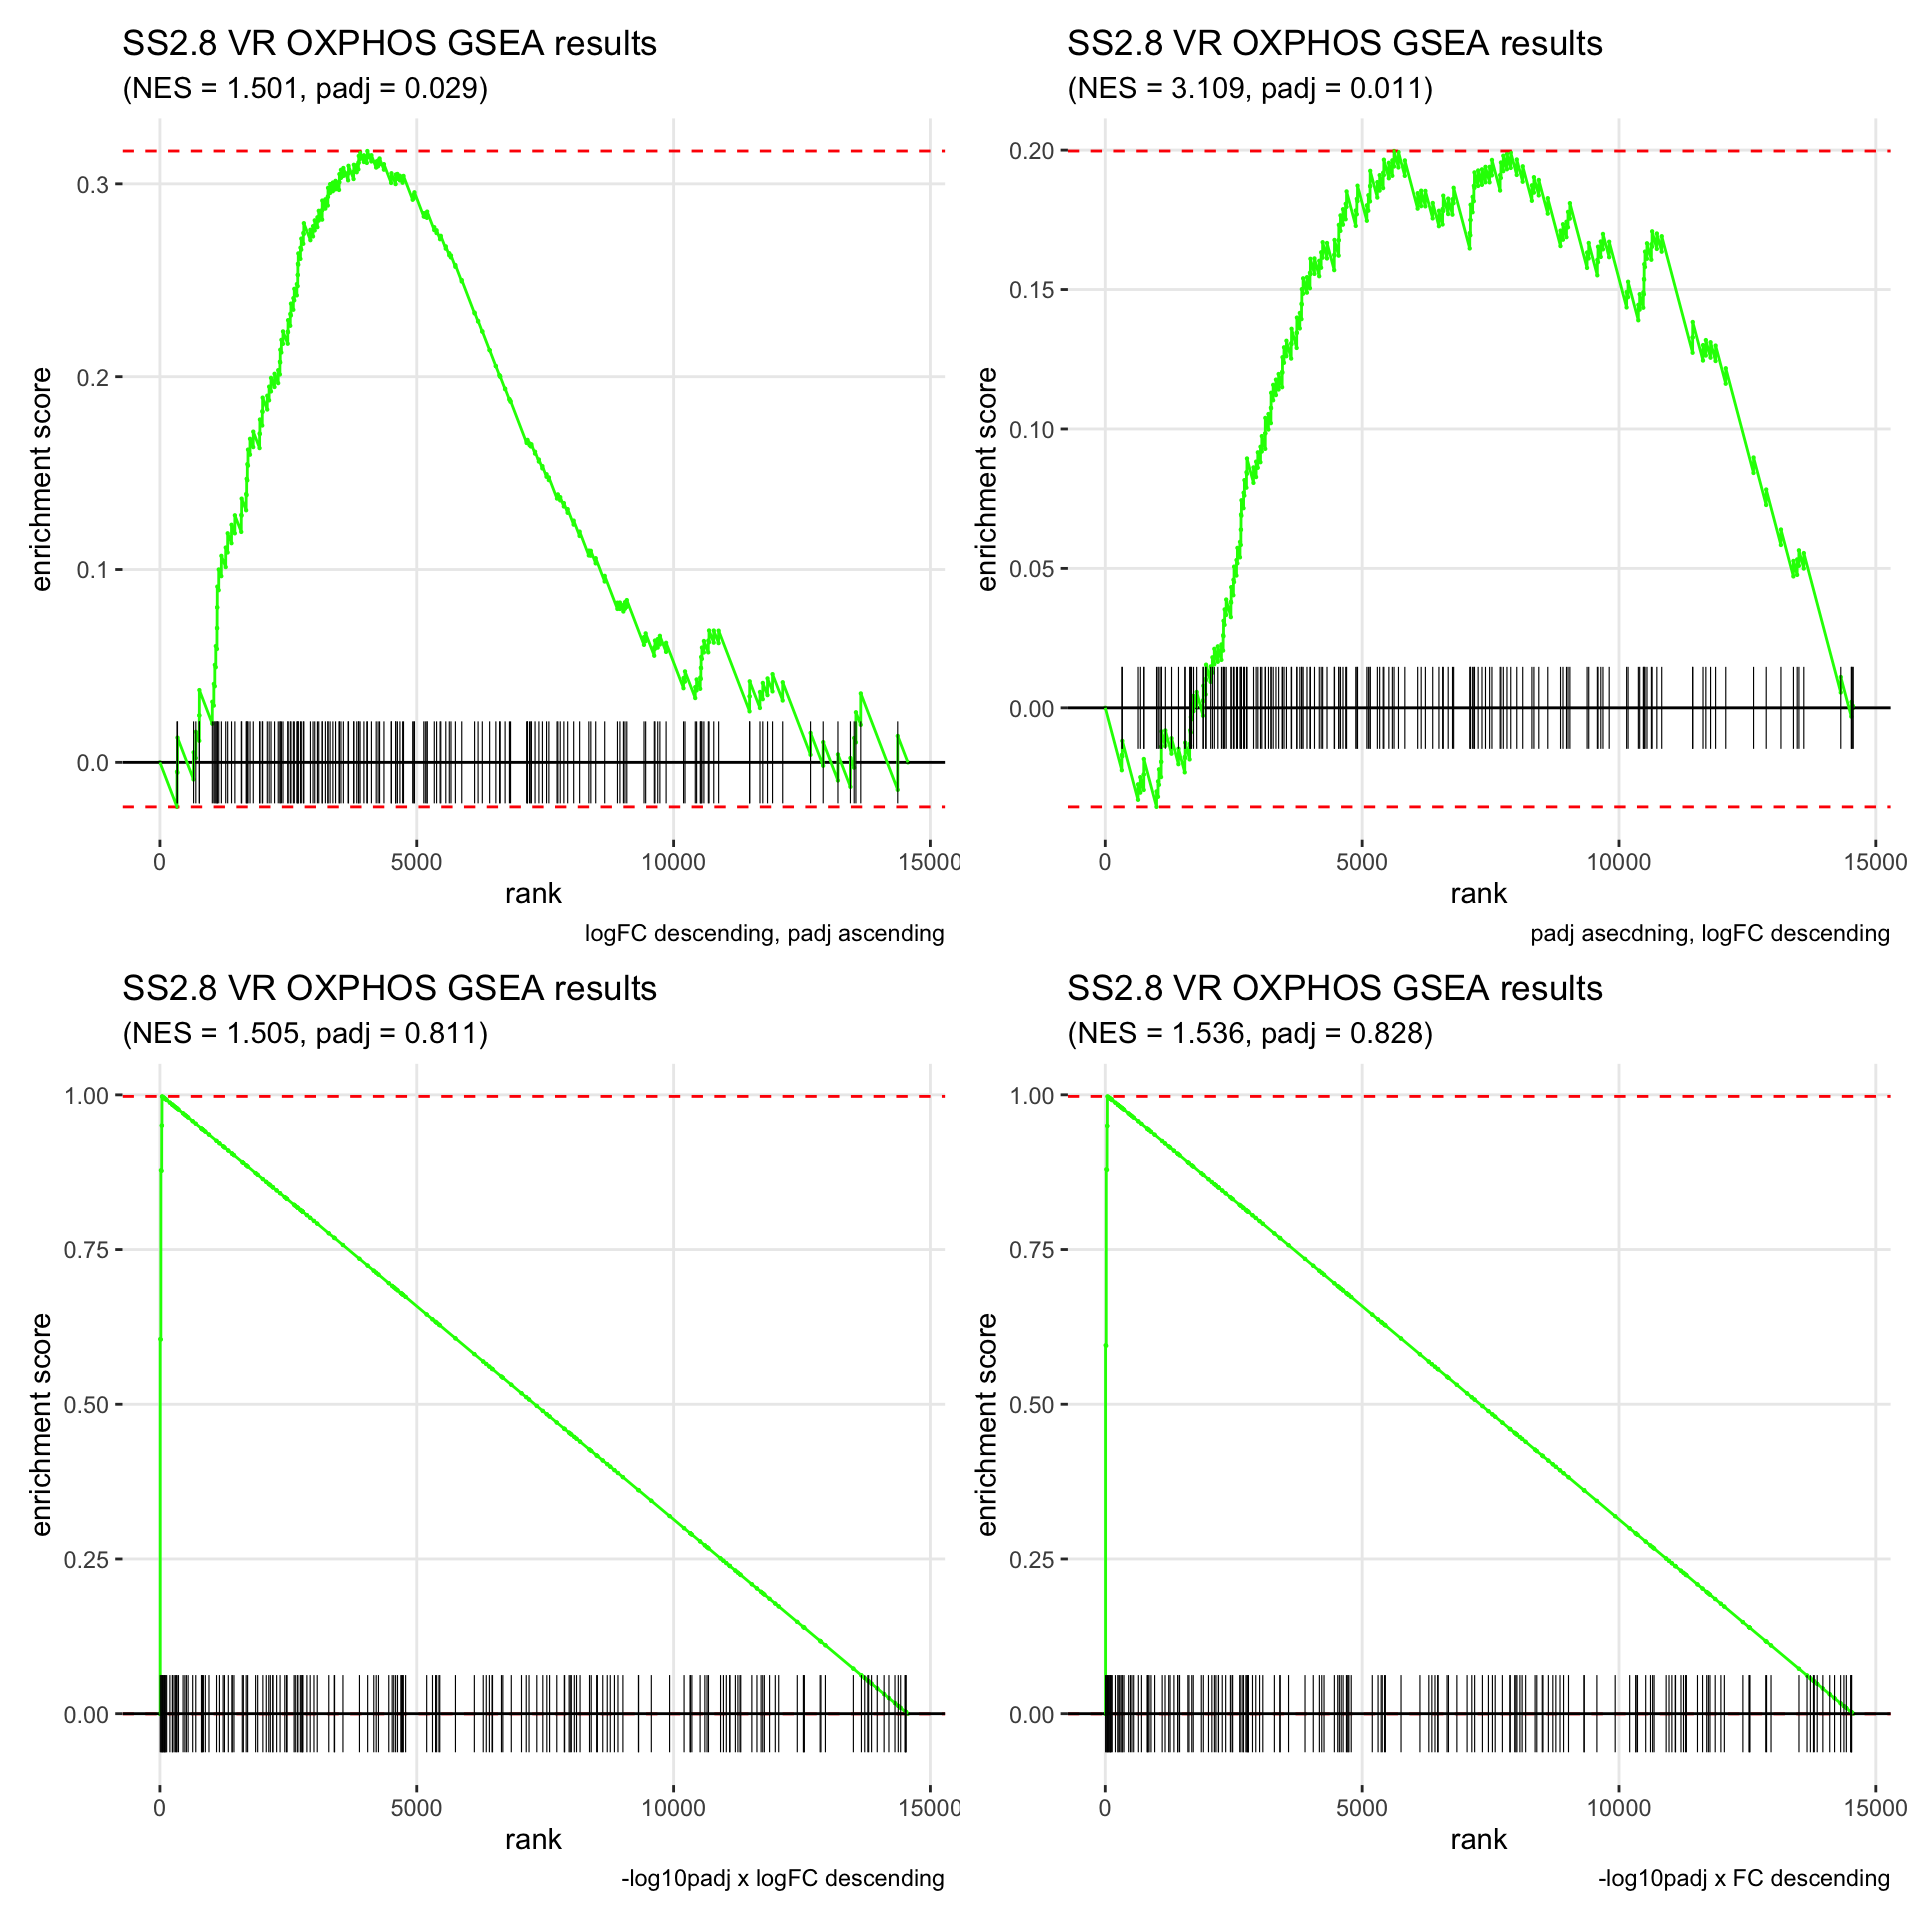 SS2.8 VR OXPHOS GSEA results
(NES = 1.501, padj = 0.029)
0.3
0.2
0.1
0.0
enrichment score
0
5000
10000
15000
rank
logFC descending, padj ascending
SS2.8 VR OXPHOS GSEA results
(NES = 3.109, padj = 0.011)
0.20
0.15
0.10
0.05
0.00
enrichment score
0
5000
10000
15000
rank
padj asecdning, logFC descending
SS2.8 VR OXPHOS GSEA results
(NES = 1.505, padj = 0.811)
1.00
0.75
0.50
0.25
0.00
enrichment score
0
5000
10000
15000
rank
-log10padj x logFC descending
SS2.8 VR OXPHOS GSEA results
(NES = 1.536, padj = 0.828)
1.00
0.75
0.50
0.25
0.00
enrichment score
0
5000
10000
15000
rank
-log10padj x FC descending